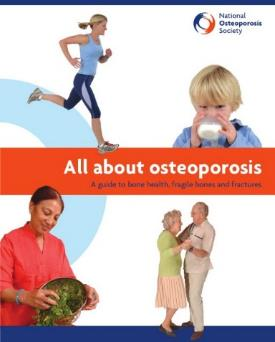 National
Osteoporosis
Society
All about osteoporosis
A guide to bone health, fragile bones and fractures